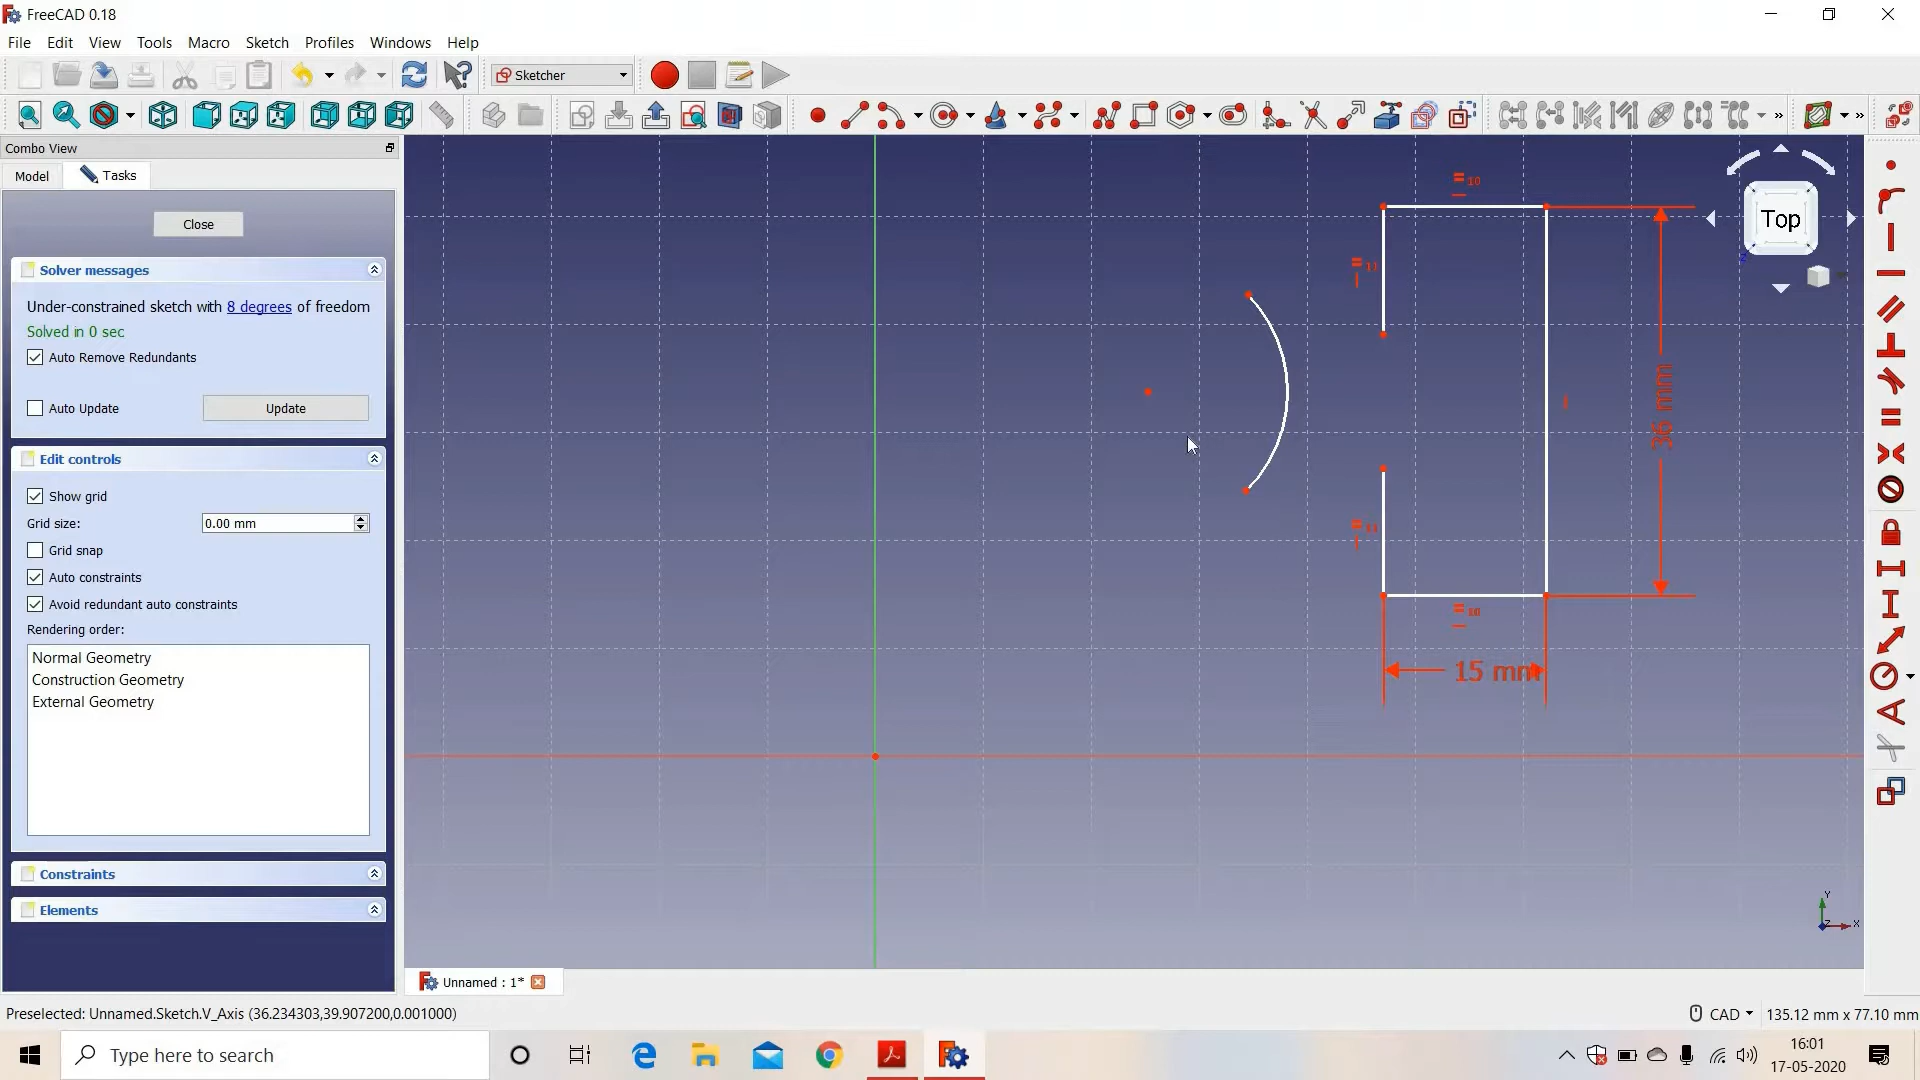 FreeCAD 0.18
File Edit View Tools Macro Sketch Profiles Windows Help
Sketcher
Combo View
Model Tasks
Close
Solver messages
Under-constrained sketch with 8 degrees of freedom
Solved in 0 sec
Auto Remove Redundants
Auto Update Update
Edit controls
Show grid
Grid size: 0.00 mm
Grid snap
Auto constraints
Avoid redundant auto constraints
Rendering order:
Normal Geometry
Construction Geometry
External Geometry
Constraints
Elements
10
11
11
10
36 mm
15 mm
Top
Z
Y
Z X
Unnamed : 1*
Preselected: Unnamed.Sketch.V_Axis (36.234303,39.907200,0.001000)
CAD 135.12 mm x 77.10 mm
Type here to search
16:01
17-05-2020